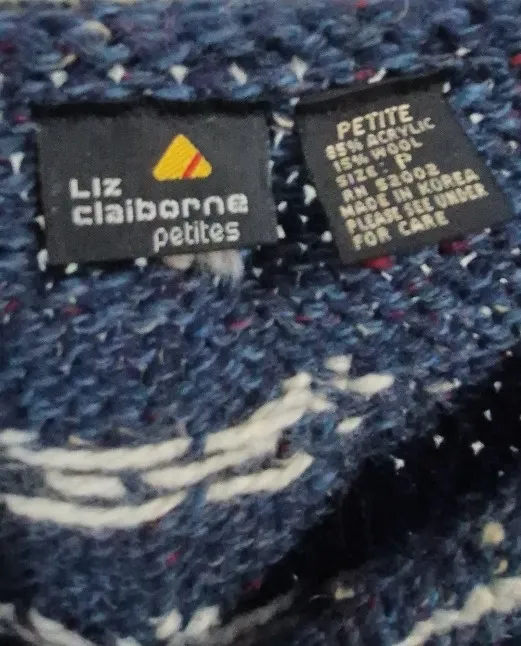 Liz
claiborne
petites
PETITE
85% ACRYLIC
15% WOOL
SIZE: P
RN 52002
MADE IN KOREA
PLEASE SEE UNDER
FOR CARE